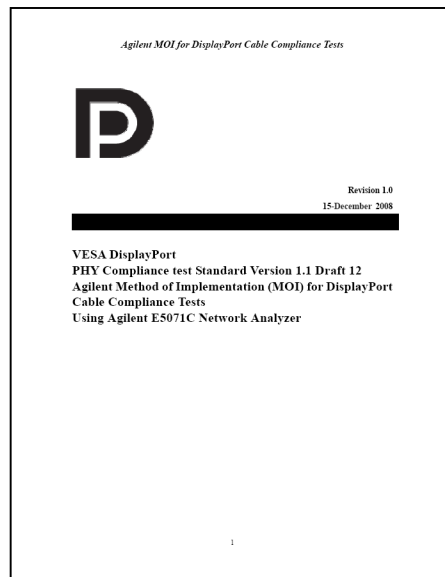 Agilent MOI for DisplayPort Cable Compliance Tests
Revision 1.0
15-December 2008
VESA DisplayPort
PHY Compliance test Standard Version 1.1 Draft 12
Agilent Method of Implementation (MOI) for DisplayPort
Cable Compliance Tests
Using Agilent E5071C Network Analyzer
1